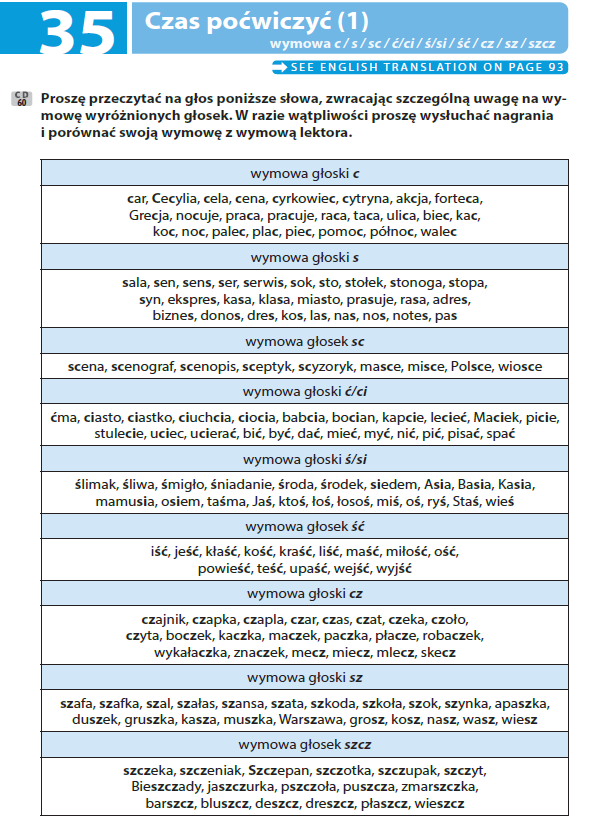 35
Czas poćwiczyć (1)
wymowa c / s / sc / ć/ci / ś/si / ść / cz / sz / szcz
SEE ENGLISH TRANSLATION ON PAGE 93
CD
60
Proszę przeczytać na głos poniższe słowa, zwracając szczególną uwagę na wy-
mowę wyróżnionych głosek. W razie wątpliwości proszę wysłuchać nagrania
i porównać swoją wymowę z wymową lektora.
wymowa głoski c
car, Cecylia, cela, cena, cyrkowiec, cytryna, akcja, forteca,
Grecja, nocuje, praca, pracuje, raca, taca, ulica, biec, kac,
koc, noc, palec, plac, piec, pomoc, północ, walec
wymowa głoski s
sala, sen, sens, ser, serwis, sok, sto, stołek, stonoga, stopa,
syn, ekspres, kasa, klasa, miasto, prasuje, rasa, adres,
biznes, donos, dres, kos, las, nas, nos, notes, pas
wymowa głosek sc
scena, scenograf, scenopis, sceptyk, scyzoryk, masce, misce, Polsce, wiosce
wymowa głoski ć/ci
ćma, ciasto, ciastko, ciuchcia, ciocia, babcia, bocian, kapcie, lecieć, Maciek, picie,
stulecie, uciec, ucierać, bić, być, dać, mieć, myć, nić, pić, pisać, spać
wymowa głoski ś/si
ślimak, śliwa, śmigło, śniadanie, środa, środek, siedem, Asia, Basia, Kasia,
mamusia, osiem, taśma, Jaś, ktoś, łoś, łosoś, miś, oś, ryś, Staś, wieś
wymowa głosek ść
iść, jeść, kłaść, kość, kraść, liść, maść, miłość, ość,
powieść, teść, upaść, wejść, wyjść
wymowa głoski cz
czajnik, czapka, czapla, czar, czas, czat, czeka, czoło,
czyta, boczek, kaczka, maczek, paczka, płacze, robaczek,
wykałaczka, znaczek, mecz, miecz, mlecz, skecz
wymowa głoski sz
szafa, szafka, szal, szałas, szansa, szata, szkoda, szkoła, szok, szynka, apaszka,
duszek, gruszka, kasza, muszka, Warszawa, grosz, kosz, nasz, wasz, wiesz
wymowa głosek szcz
szczeka, szczeniak, Szczepan, szczotka, szczupak, szczyt,
Bieszczady, jaszczurka, pszczoła, puszcza, zmarszczka,
barszcz, bluszcz, deszcz, dreszcz, płaszcz, wieszcz